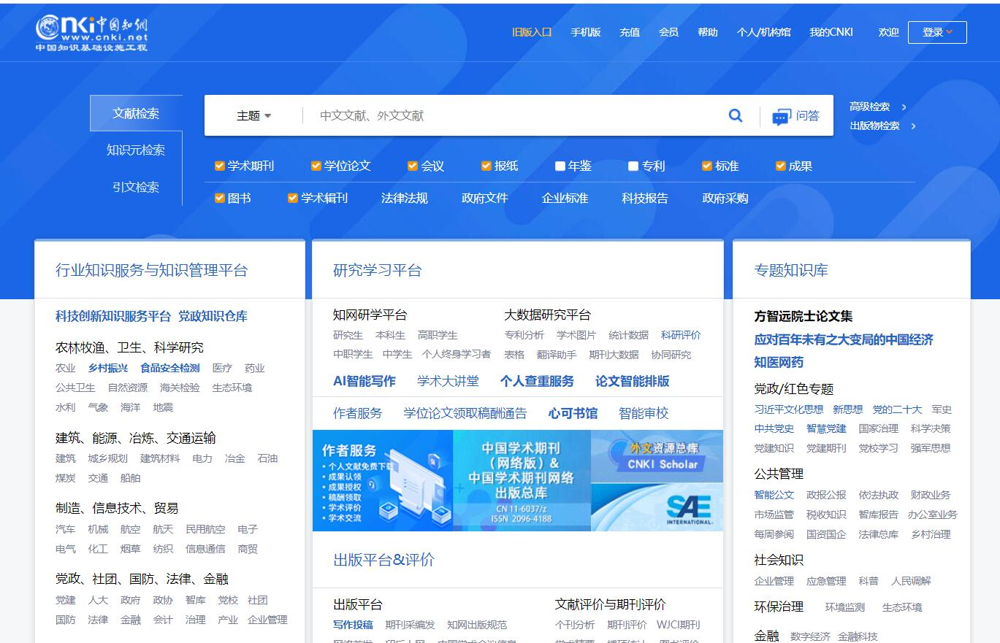 Cnki中国知网
www.cnki.net
中国知识基础设施工程
旧版入口 手机版 充值 会员 帮助 个人/机构馆 我的CNKI 欢迎 登录
文献检索
知识元检索
引文检索
主题 中文文献、外文文献 问答
高级检索
出版物检索
学术期刊 学位论文 会议 报纸 年鉴 专利 标准 成果
图书 学术辑刊 法律法规 政府文件 企业标准 科技报告 政府采购
行业知识服务与知识管理平台
科技创新知识服务平台 党政知识仓库
农林牧渔、卫生、科学研究
农业 乡村振兴 食品安全检测 医疗 药业
公共卫生 自然资源 海关检验 生态环境
水利 气象 海洋 地震
建筑、能源、冶炼、交通运输
建筑 城乡规划 建筑材料 电力 冶金 石油
煤炭 交通 船舶
制造、信息技术、贸易
汽车 机械 航空 航天 民用航空 电子
电气 化工 烟草 纺织 信息通信 商贸
党政、社团、国防、法律、金融
党建 人大 政府 政协 智库 党校 社团
国防 法律 金融 会计 治理 产业 企业管理
研究学习平台
知网研学平台
研究生 本科生 高职学生
中职学生 中学生 个人终身学习者
大数据研究平台
专利分析 学术图片 统计数据 科研评价
表格 翻译助手 期刊大数据 协同研究
AI智能写作 学术大讲堂 个人查重服务 论文智能排版
作者服务 学位论文领取稿酬通告 心可书馆 智能审校
作者服务
• 个人文献免费下载
• 成果认领
• 成果授权
• 稿酬领取
• 学术评价
• 学术交流
中国学术期刊
（网络版）&
中国学术期刊网络
出版总库
CN 11-6037/z
ISSN 2096-4188
外文资源总库
CNKI Scholar
SAE
INTERNATIONAL
出版平台&评价
出版平台
写作投稿 期刊采编发 知网出版规范
文献评价与期刊评价
个刊分析 期刊评价 WJCI期刊
专题知识库
方智远院士论文集
应对百年未有之大变局的中国经济
知医网药
党政/红色专题
习近平文化思想 新思想 党的二十大 军史
中共党史 智慧党建 国家治理 科学决策
党建知识 党建期刊 党校学习 强军思想
公共管理
智能公文 政报公报 依法执政 财政业务
市场监管 税收知识 智库报告 办公室业务
每周参阅 国资国企 法律总库 乡村治理
社会知识
企业管理 应急管理 科普 人民调解
环保治理 环境监测 生态环境
金融 数字经济 金融科技